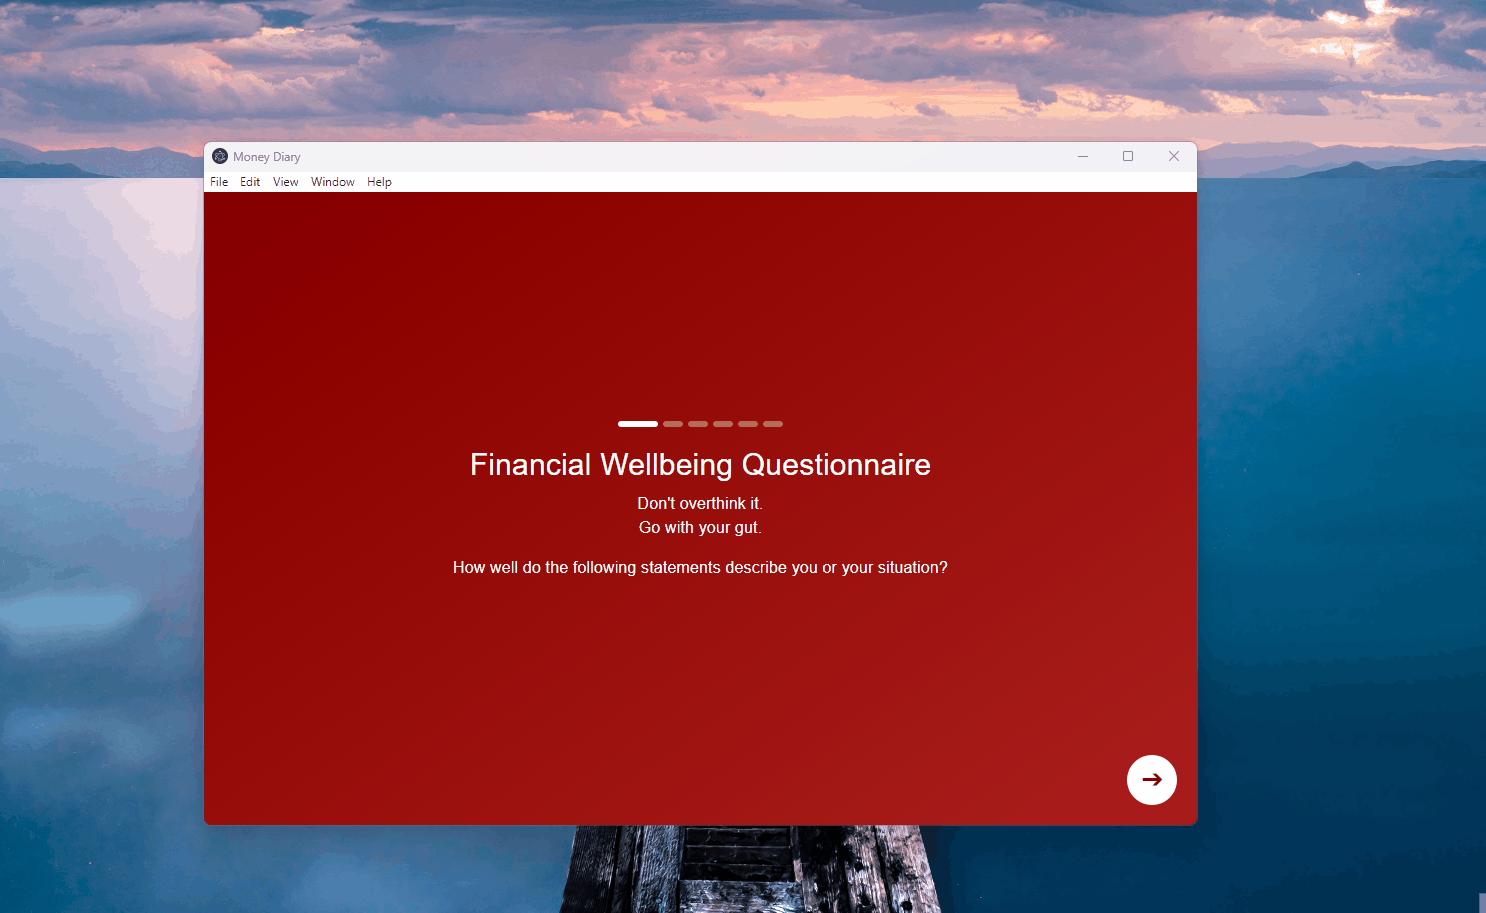 Money Diary
File Edit View Window Help
Financial Wellbeing Questionnaire
Don't overthink it.
Go with your gut.
How well do the following statements describe you or your situation?